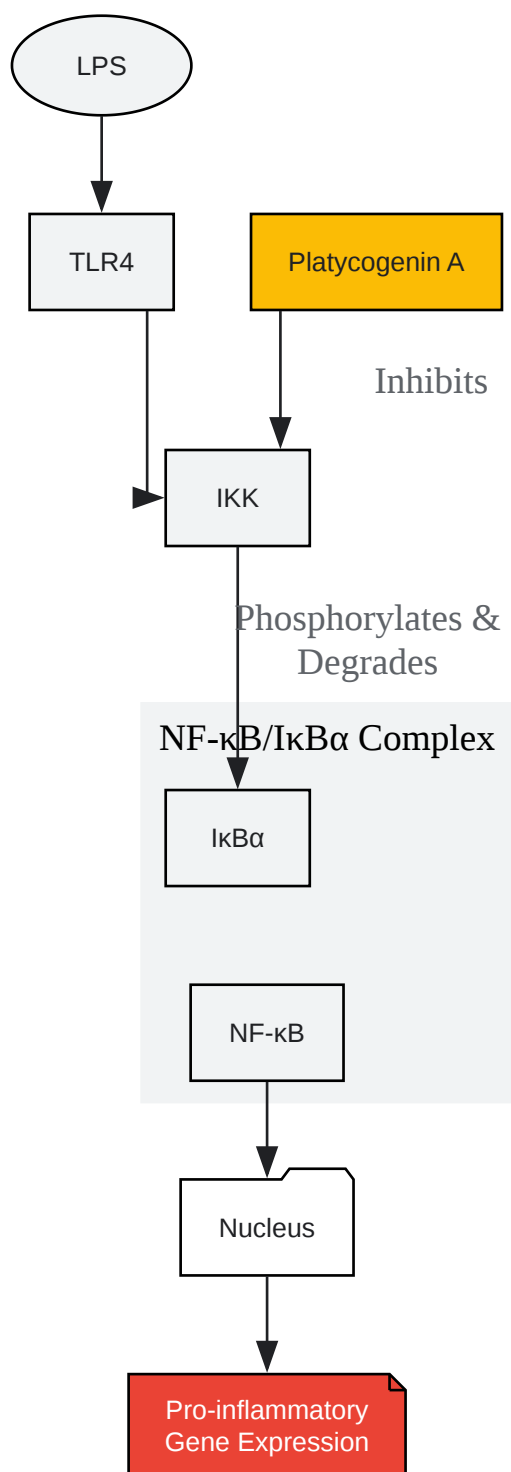 LPS
TLR4
Platycogenin A
Inhibits
IKK
Phosphorylates &
Degrades
NF-κB/IκBα Complex
IκBα
NF-κB
Nucleus
Pro-inflammatory
Gene Expression